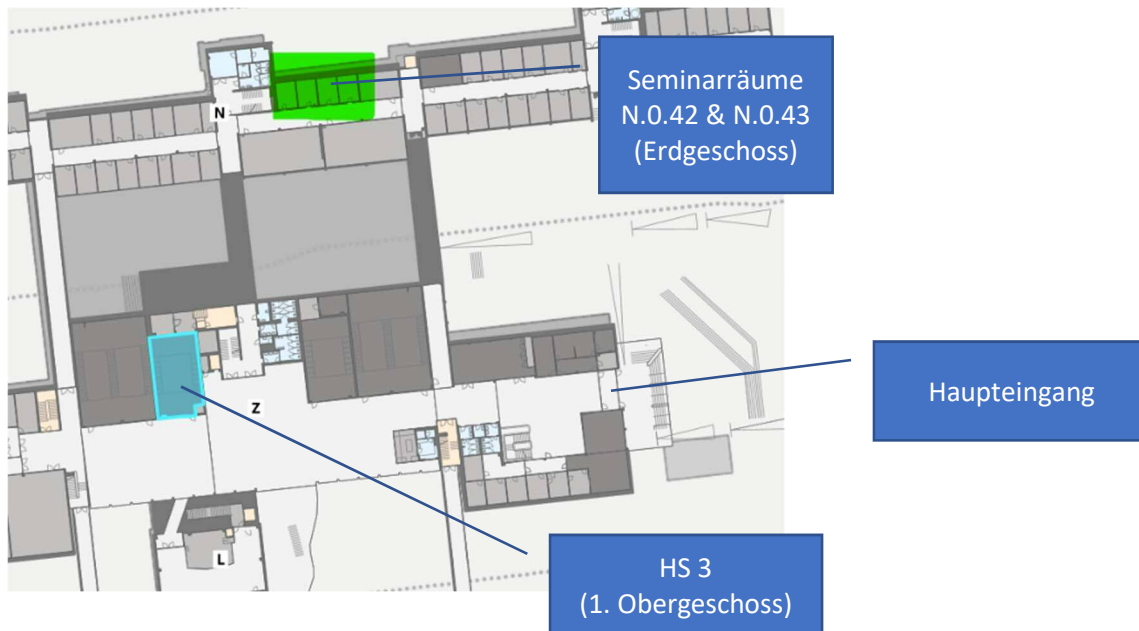 Seminarräume
N.0.42 & N.0.43
(Erdgeschoss)
N
Haupteingang
Z
L
HS 3
(1. Obergeschoss)